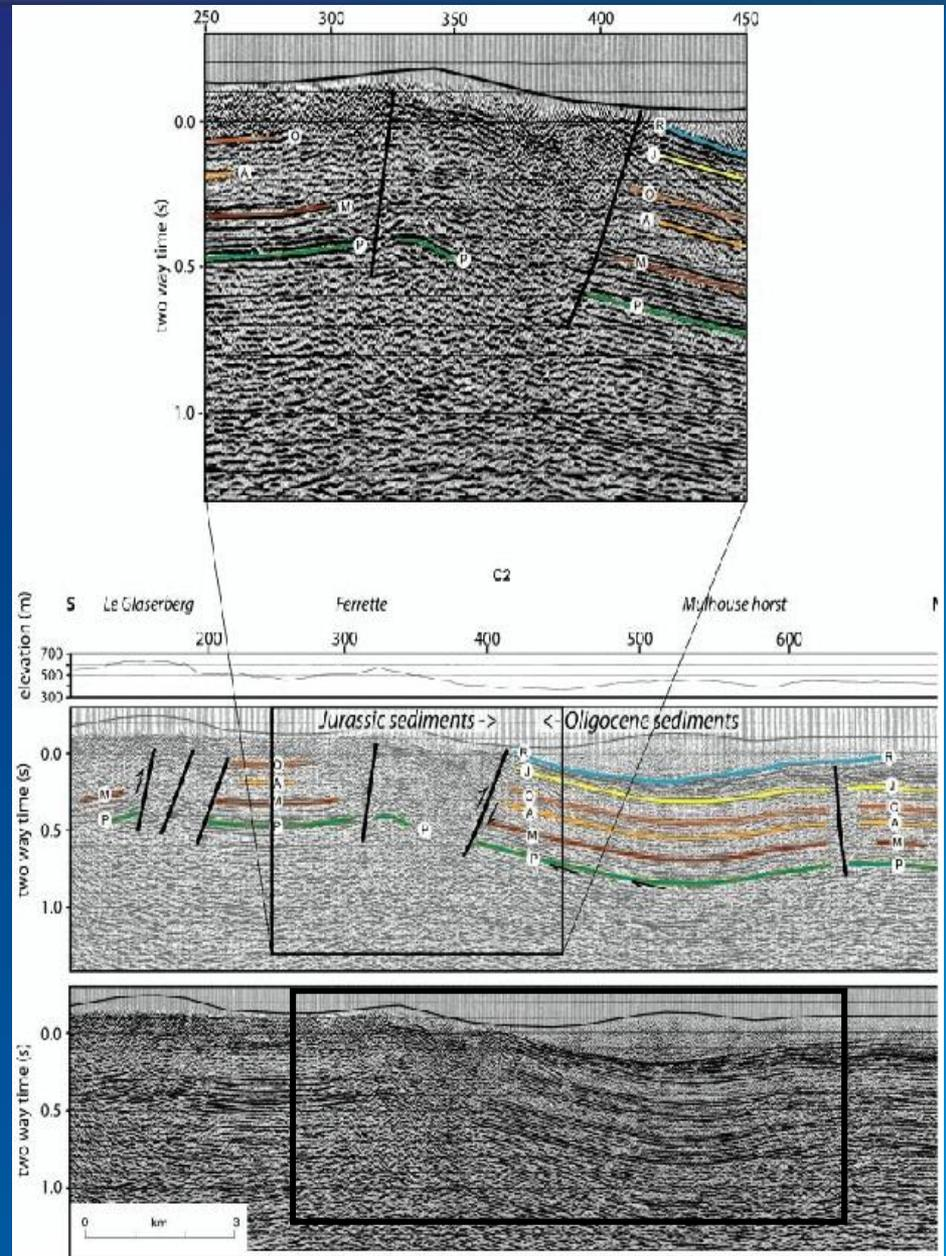 250 300 350 400 450
R
0.0
O
J
A
O
M
A
two way time (s)
P
M
0.5
P
P
1.0
C2
S Le Glaserberg Ferrette Mulhouse horst
200 300 400 500 600
elevation (m)
700
500
300
Jurassic sediments -> <- Oligocene sediments
0.0
R R
O J J
A O O
M M A A
P P P M M
P P
0.5
two way time (s)
1.0
0.0
two way time (s)
0.5
1.0
0 km 3